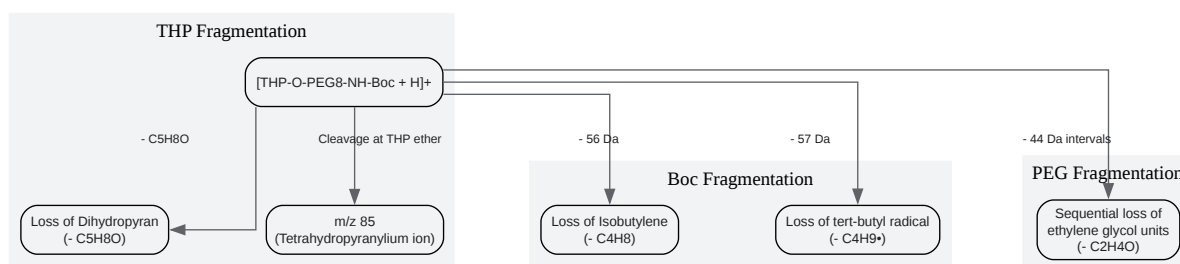 THP Fragmentation
[THP-O-PEG8-NH-Boc + H]+
- C5H8O
Cleavage at THP ether
- 56 Da
- 57 Da
- 44 Da intervals
Boc Fragmentation
PEG Fragmentation
Loss of Dihydropyran
(- C5H8O)
m/z 85
(Tetrahydropyranylium ion)
Loss of Isobutylene
(- C4H8)
Loss of tert-butyl radical
(- C4H9•)
Sequential loss of
ethylene glycol units
(- C2H4O)